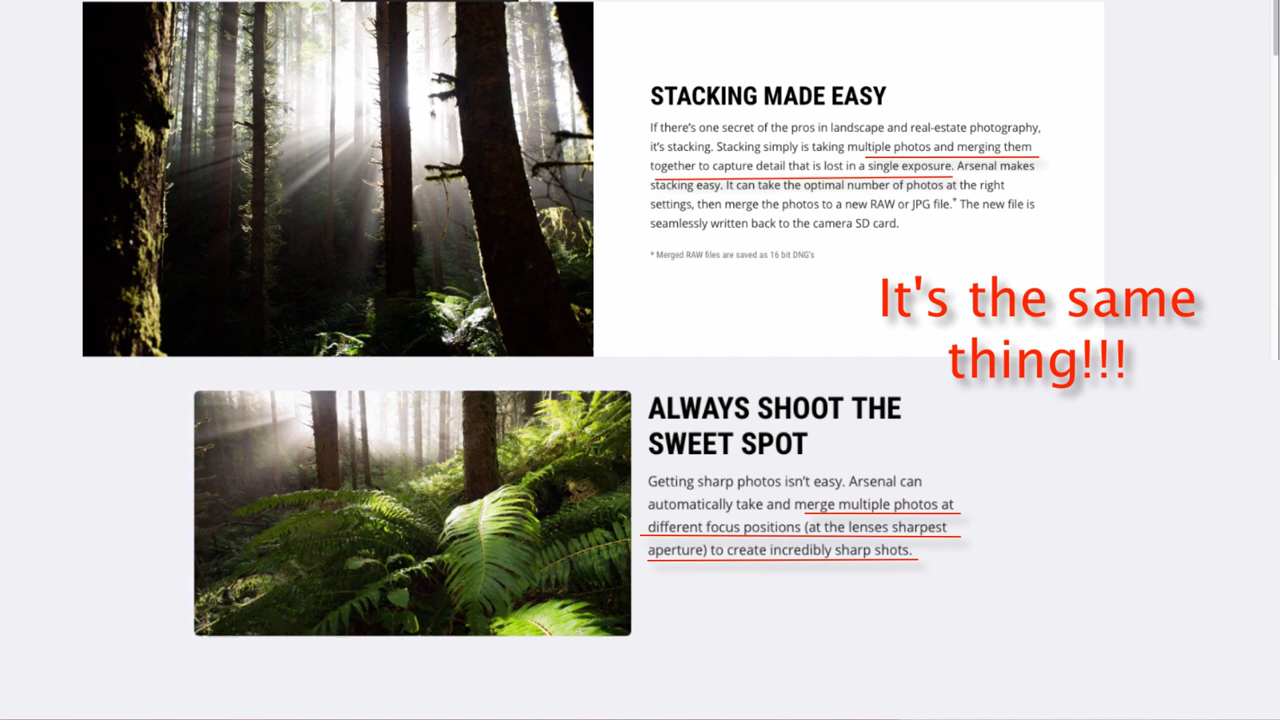 STACKING MADE EASY
If there's one secret of the pros in landscape and real-estate photography,
it's stacking. Stacking simply is taking multiple photos and merging them
together to capture detail that is lost in a single exposure. Arsenal makes
stacking easy. It can take the optimal number of photos at the right
settings, then merge the photos to a new RAW or JPG file.* The new file is
seamlessly written back to the camera SD card.
* Merged RAW files are saved as 16 bit DNG's
It's the same
thing!!!
ALWAYS SHOOT THE
SWEET SPOT
Getting sharp photos isn't easy. Arsenal can
automatically take and merge multiple photos at
different focus positions (at the lenses sharpest
aperture) to create incredibly sharp shots.